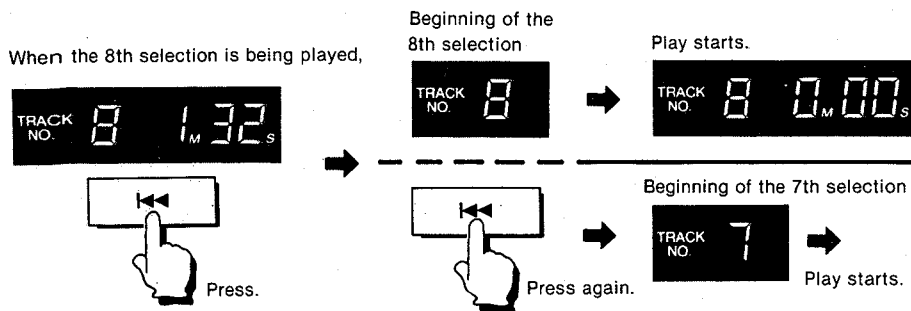 When the 8th selection is being played,
TRACK NO. 8 1M 32S
Press.
Beginning of the
8th selection
TRACK NO. 8
Play starts.
TRACK NO. 8 0M 00S
Press again.
Beginning of the 7th selection
TRACK NO. 7
Play starts.